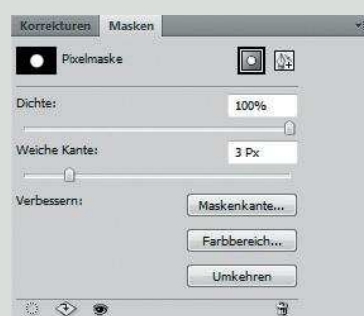 Korrekturen Masken
Pixelmaske
Dichte: 100%
Weiche Kante: 3 Px
Verbessern: Maskenkante...
Farbbereich...
Umkehren